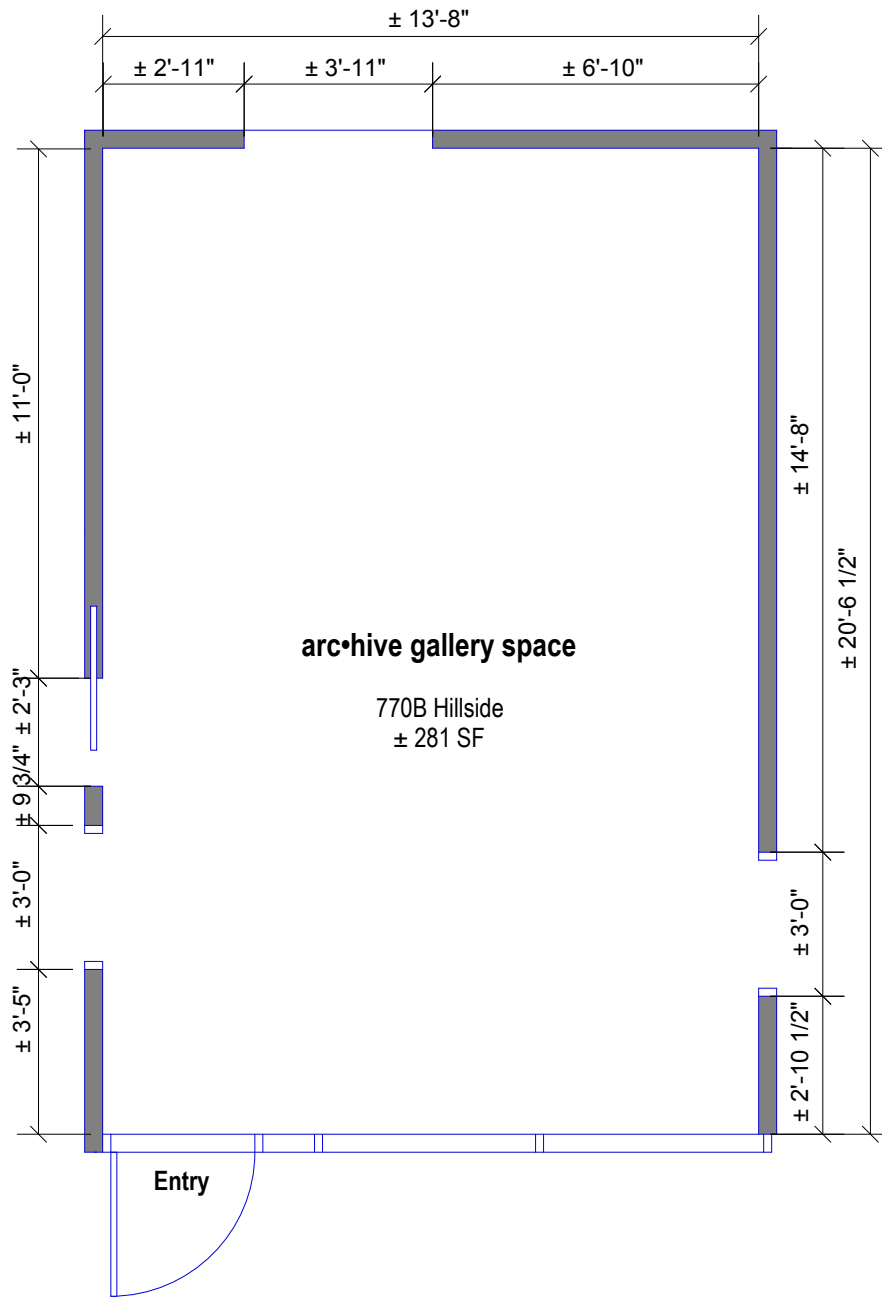 ± 13'-8"
± 2'-11"
± 3'-11"
± 6'-10"
± 11'-0"
± 14'-8"
± 20'-6 1/2"
arc•hive gallery space
770B Hillside
± 281 SF
± 2'-3"
± 9 3/4"
± 3'-0"
± 3'-0"
± 3'-5"
± 2'-10 1/2"
Entry